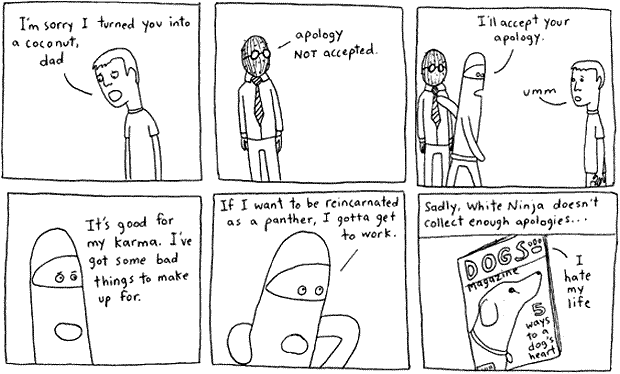 I'm sorry I turned you into
a coconut,
dad
apology
NOT accepted.
I'll accept your
apology.
umm
It's good for
my karma. I've
got some bad
things to make
up for.
If I want to be reincarnated
as a panther, I gotta get
to work.
Sadly, White Ninja doesn't
collect enough apologies...
DOGS
Magazine
5
ways
to a
dog's
heart
I
hate
my
life